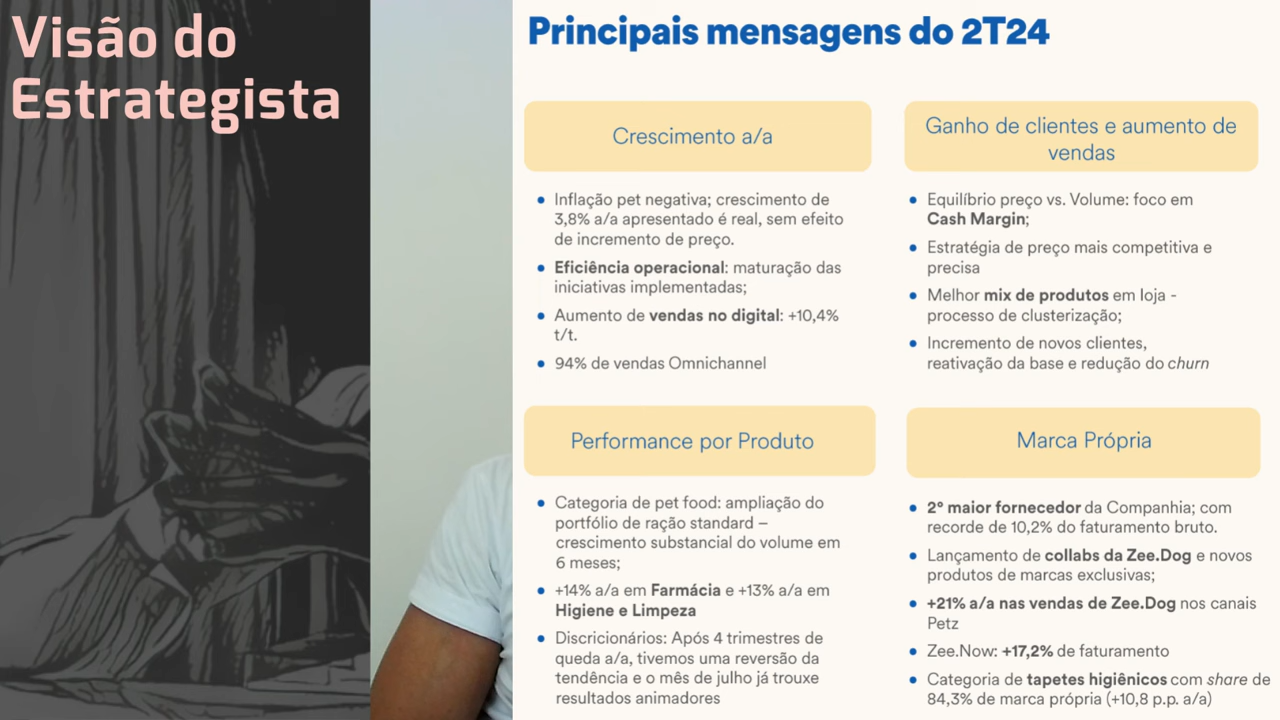 Visão do
Estrategista
Principais mensagens do 2T24
Crescimento a/a
Inflação pet negativa; crescimento de
3,8% a/a apresentado é real, sem efeito
de incremento de preço.
Eficiência operacional: maturação das
iniciativas implementadas;
Aumento de vendas no digital: +10,4%
t/t.
94% de vendas Omnichannel
Ganho de clientes e aumento de
vendas
Equilíbrio preço vs. Volume: foco em
Cash Margin;
Estratégia de preço mais competitiva e
precisa
Melhor mix de produtos em loja -
processo de clusterização;
Incremento de novos clientes,
reativação da base e redução do churn
Performance por Produto
Categoria de pet food: ampliação do
portfólio de ração standard –
crescimento substancial do volume em
6 meses;
+14% a/a em Farmácia e +13% a/a em
Higiene e Limpeza
Discricionários: Após 4 trimestres de
queda a/a, tivemos uma reversão da
tendência e o mês de julho já trouxe
resultados animadores
Marca Própria
2º maior fornecedor da Companhia; com
recorde de 10,2% do faturamento bruto.
Lançamento de collabs da Zee.Dog e novos
produtos de marcas exclusivas;
+21% a/a nas vendas de Zee.Dog nos canais
Petz
Zee.Now: +17,2% de faturamento
Categoria de tapetes higiênicos com share de
84,3% de marca própria (+10,8 p.p. a/a)